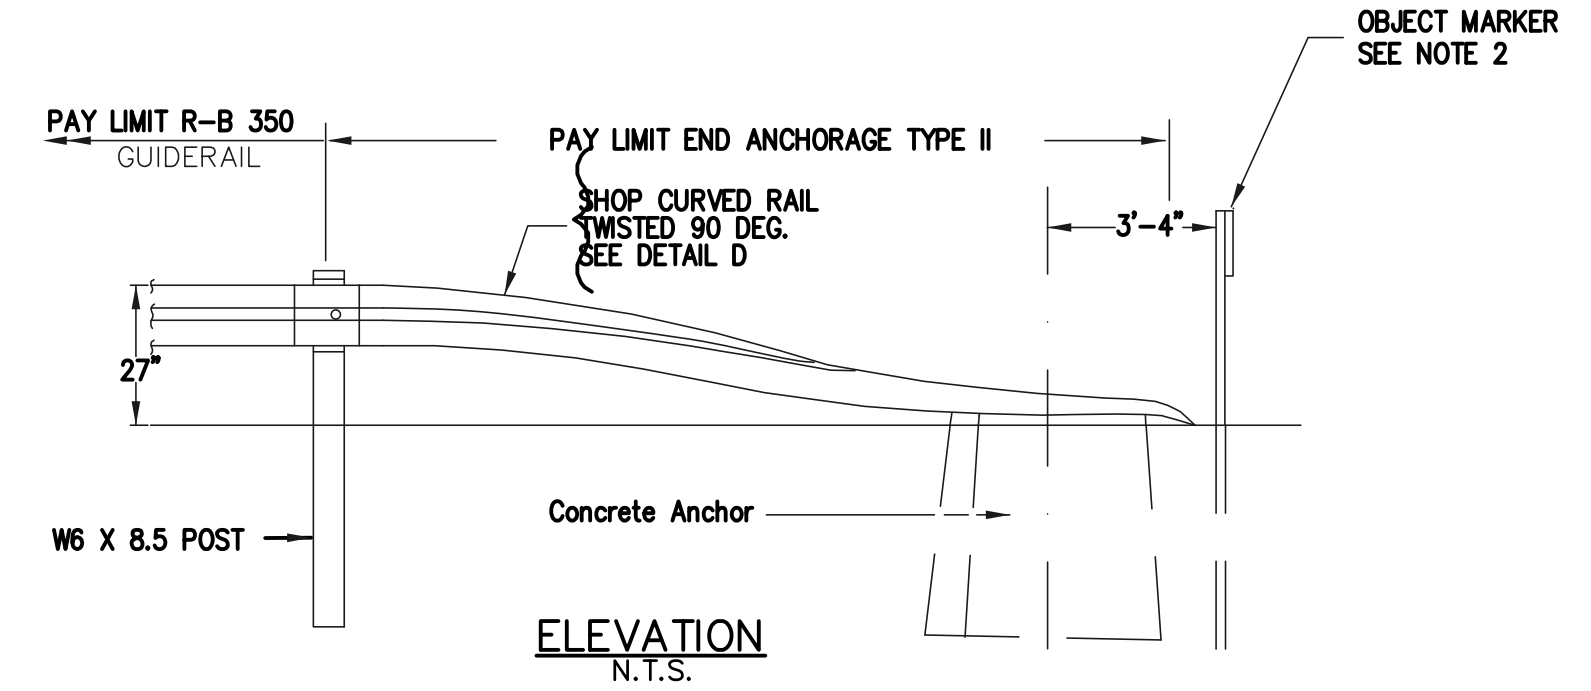 OBJECT MARKER
SEE NOTE 2
PAY LIMIT R-B 350
GUIDERAIL
PAY LIMIT END ANCHORAGE TYPE II
SHOP CURVED RAIL
TWISTED 90 DEG.
SEE DETAIL D
3'-4"
27"
Concrete Anchor
W6 X 8.5 POST
ELEVATION
N.T.S.